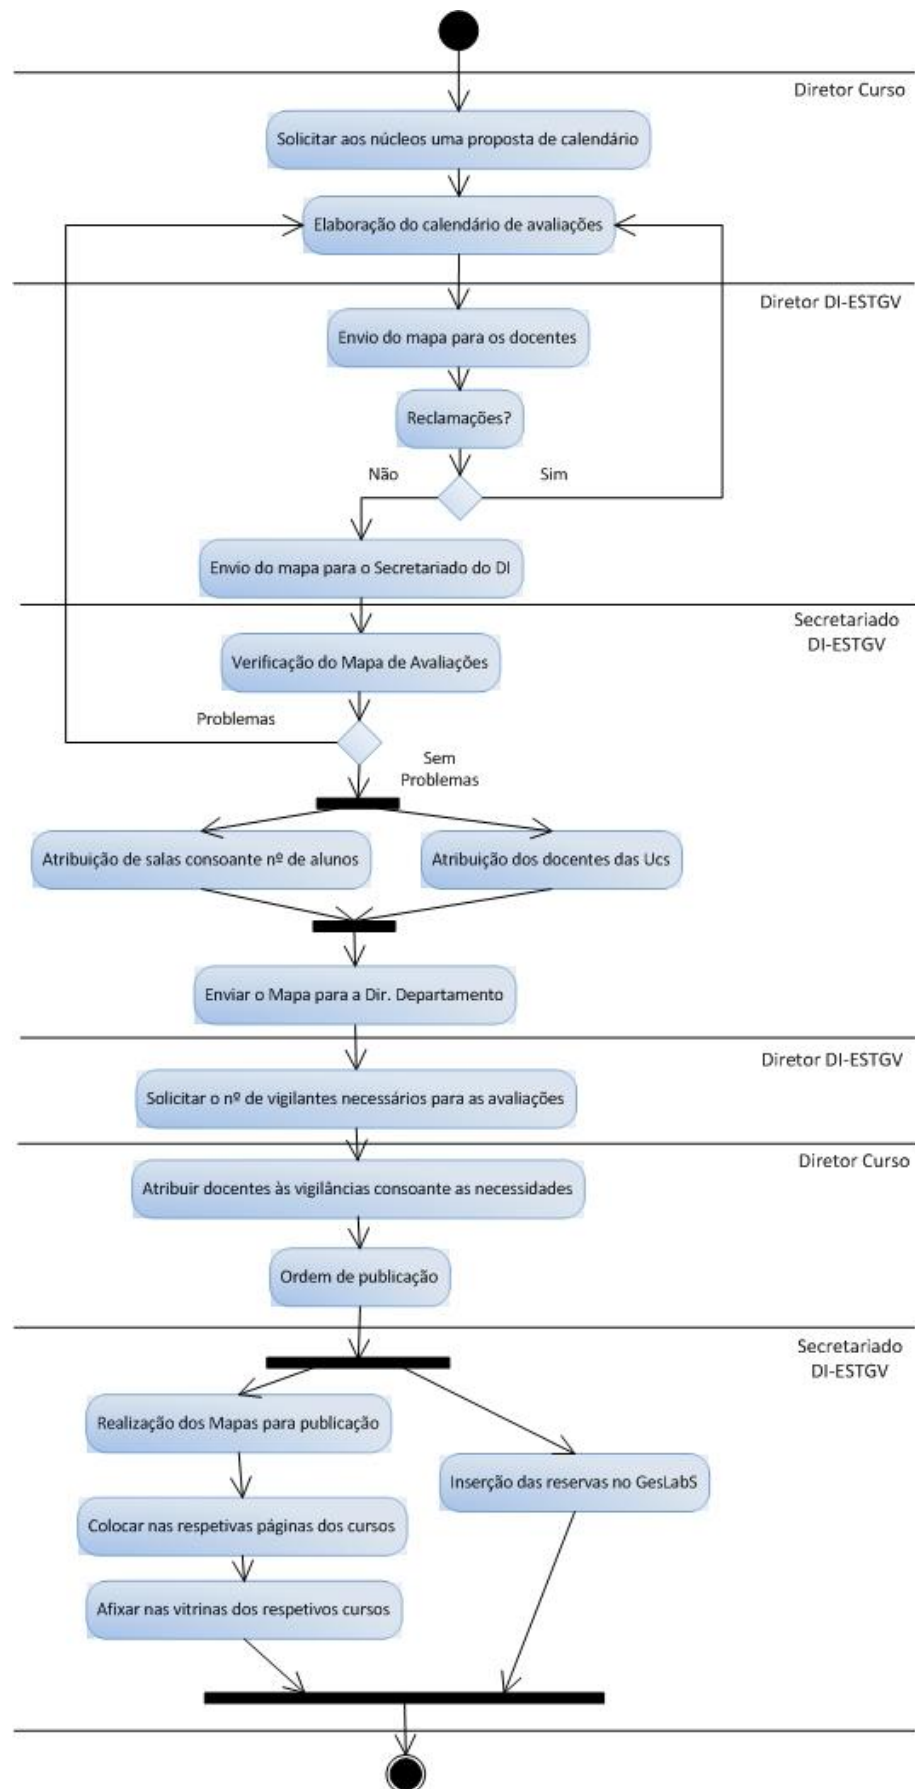 Diretor Curso
Solicitar aos núcleos uma proposta de calendário
Elaboração do calendário de avaliações
Diretor DI-ESTGV
Envio do mapa para os docentes
Reclamações?
Não
Sim
Envio do mapa para o Secretariado do DI
Secretariado
DI-ESTGV
Verificação do Mapa de Avaliações
Problemas
Sem
Problemas
Atribuição de salas consoante nº de alunos
Atribuição dos docentes das Ucs
Enviar o Mapa para a Dir. Departamento
Diretor DI-ESTGV
Solicitar o nº de vigilantes necessários para as avaliações
Diretor Curso
Atribuir docentes às vigilâncias consoante as necessidades
Ordem de publicação
Secretariado
DI-ESTGV
Realização dos Mapas para publicação
Inserção das reservas no GesLabS
Colocar nas respetivas páginas dos cursos
Afixar nas vitrinas dos respetivos cursos